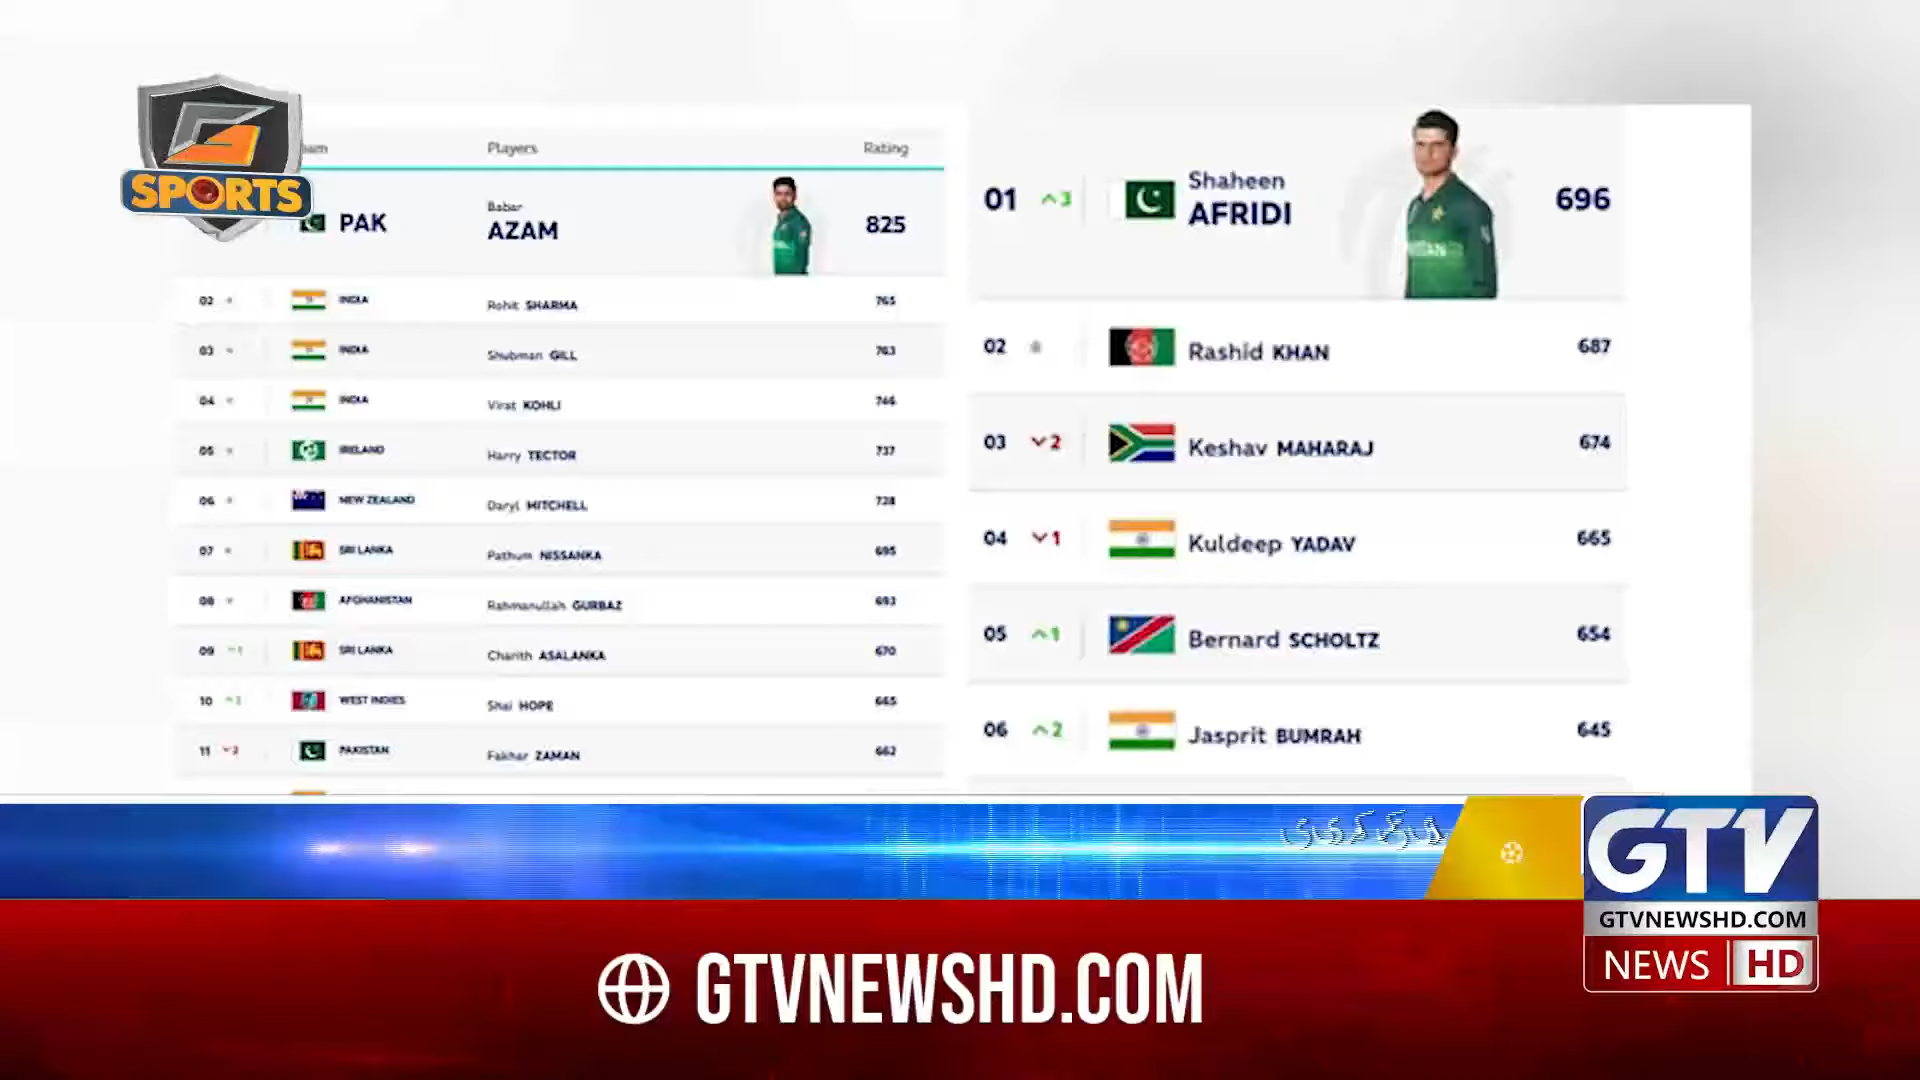 SPORTS
Players Rating
PAK Babar AZAM 825
02 INDIA Rohit SHARMA 765
03 INDIA Shubman GILL 763
04 INDIA Virat KOHLI 746
05 IRELAND Harry TECTOR 737
06 NEW ZEALAND Daryl MITCHELL 728
07 SRI LANKA Pathum NISSANKA 695
08 AFGHANISTAN Rahmanullah GURBAZ 693
09 1 SRI LANKA Charith ASALANKA 670
10 WEST INDIES Shai HOPE 665
11 2 PAKISTAN Fakhar ZAMAN 662
01 3 Shaheen AFRIDI 696
02 Rashid KHAN 687
03 2 Keshav MAHARAJ 674
04 1 Kuldeep YADAV 665
05 1 Bernard SCHOLTZ 654
06 2 Jasprit BUMRAH 645
GTV
GTVNEWSHD.COM
NEWS HD
GTVNEWSHD.COM